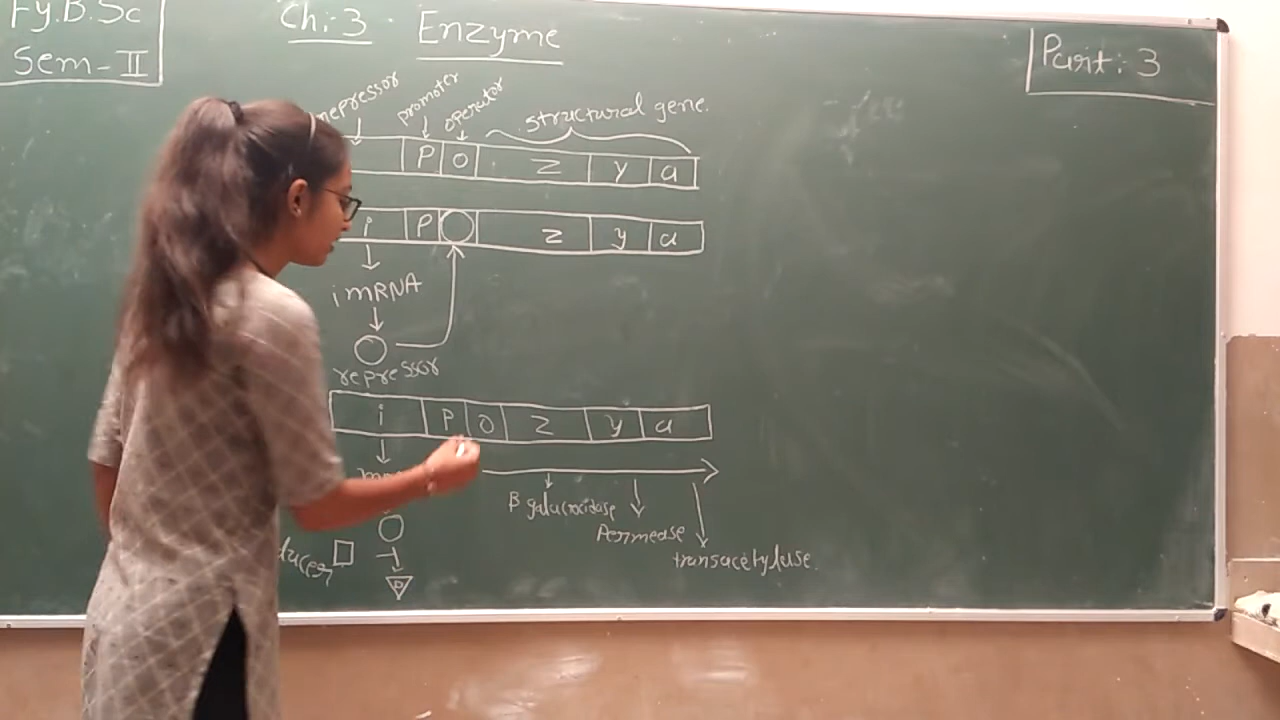 Fy.B.Sc
Sem-II
Ch:3 Enzyme
Part: 3
repressor promoter operator structural gene.
P O Z y a
i P Z y a
i mRNA
repressor
i P O Z y a
β galactosidase
Permease
transacetylase.